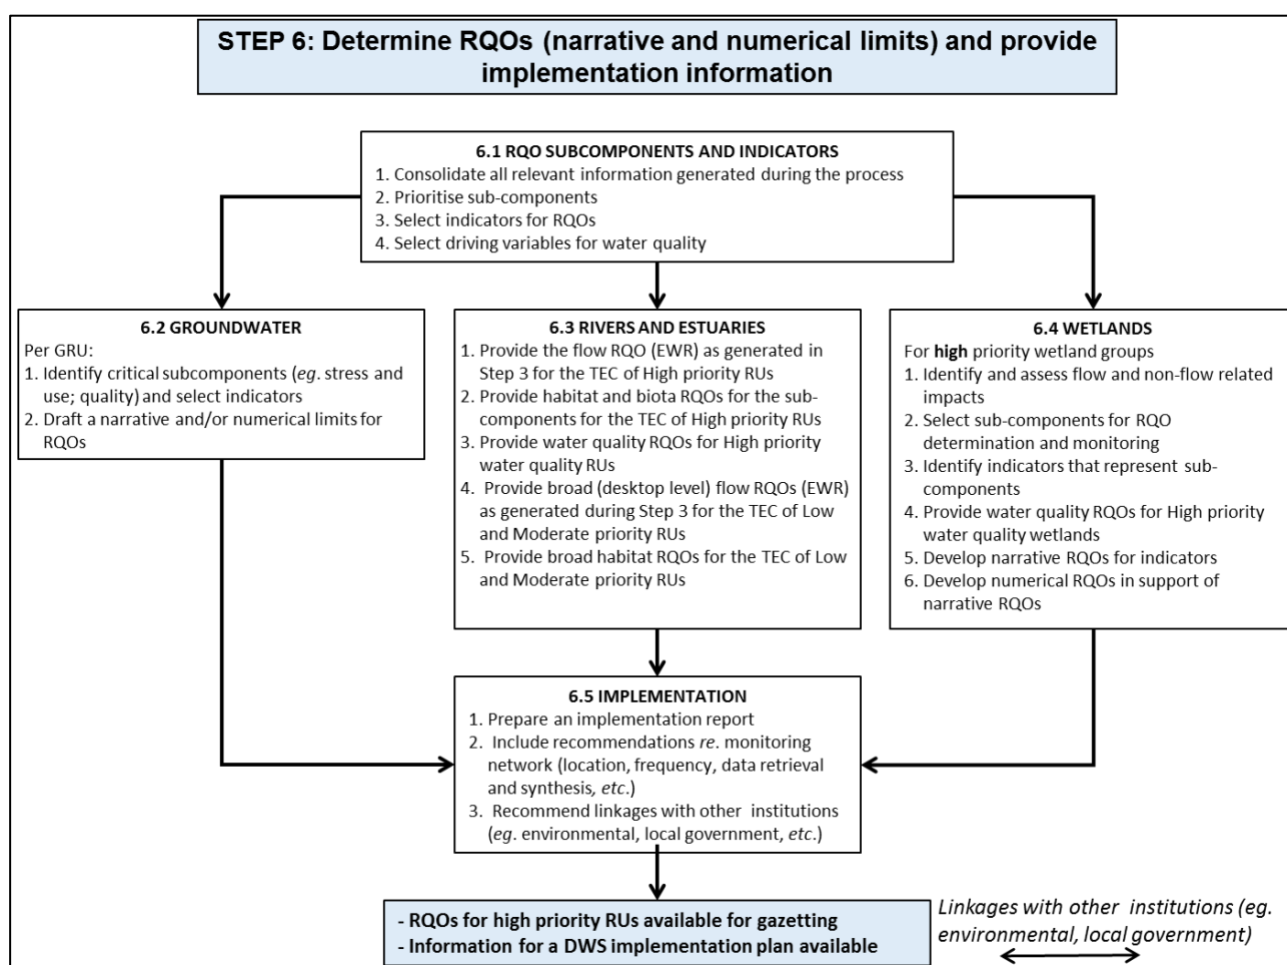 STEP 6: Determine RQOs (narrative and numerical limits) and provide
implementation information
6.1 RQO SUBCOMPONENTS AND INDICATORS
1. Consolidate all relevant information generated during the process
2. Prioritise sub-components
3. Select indicators for RQOs
4. Select driving variables for water quality
6.2 GROUNDWATER
Per GRU:
1. Identify critical subcomponents (eg. stress and
use; quality) and select indicators
2. Draft a narrative and/or numerical limits for
RQOs
6.3 RIVERS AND ESTUARIES
1. Provide the flow RQO (EWR) as generated in
Step 3 for the TEC of High priority RUs
2. Provide habitat and biota RQOs for the sub-
components for the TEC of High priority RUs
3. Provide water quality RQOs for High priority
water quality RUs
4. Provide broad (desktop level) flow RQOs (EWR)
as generated during Step 3 for the TEC of Low
and Moderate priority RUs
5. Provide broad habitat RQOs for the TEC of Low
and Moderate priority RUs
6.4 WETLANDS
For high priority wetland groups
1. Identify and assess flow and non-flow related
impacts
2. Select sub-components for RQO
determination and monitoring
3. Identify indicators that represent sub-
components
4. Provide water quality RQOs for High priority
water quality wetlands
5. Develop narrative RQOs for indicators
6. Develop numerical RQOs in support of
narrative RQOs
6.5 IMPLEMENTATION
1. Prepare an implementation report
2. Include recommendations re. monitoring
network (location, frequency, data retrieval
and synthesis, etc.)
3. Recommend linkages with other institutions
(eg. environmental, local government, etc.)
- RQOs for high priority RUs available for gazetting
- Information for a DWS implementation plan available
Linkages with other institutions (eg.
environmental, local government)